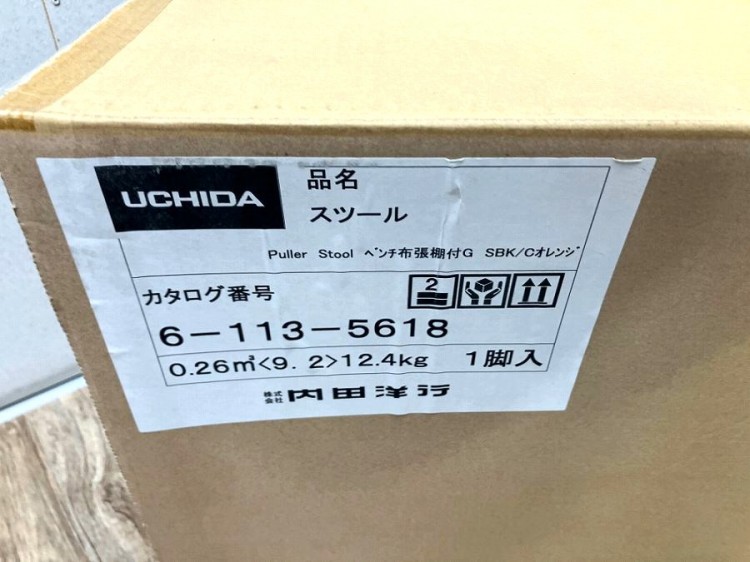 UCHIDA
品名
スツール
Puller Stool ﾍﾞﾝﾁ布張棚付G SBK/Cｵﾚﾝｼﾞ
カタログ番号
2
6-113-5618
0.26㎥<9.2>12.4kg 1脚入
株式会社 内田洋行